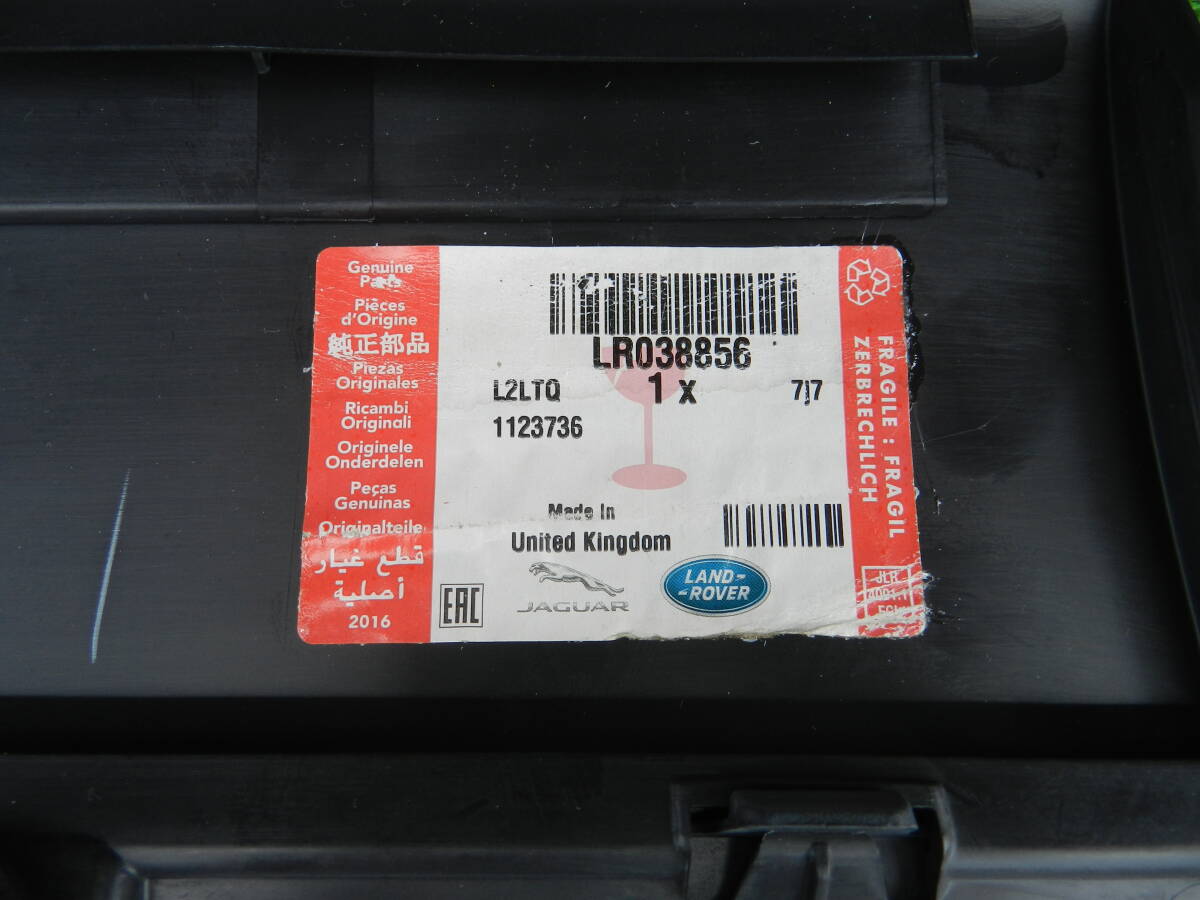 Genuine
Parts
Pièces
d'Origine
純正部品
Piezas
Originales
Ricambi
Originali
Originele
Onderdelen
Peças
Genuinas
Originalteile
قطع غيار
أصلية
2016
LR038856
L2LTQ
1 x
7j7
1123736
Made In
United Kingdom
EAC
JAGUAR
LAND-
-ROVER
FRAGILE : FRAGIL
ZERBRECHLICH
JLR